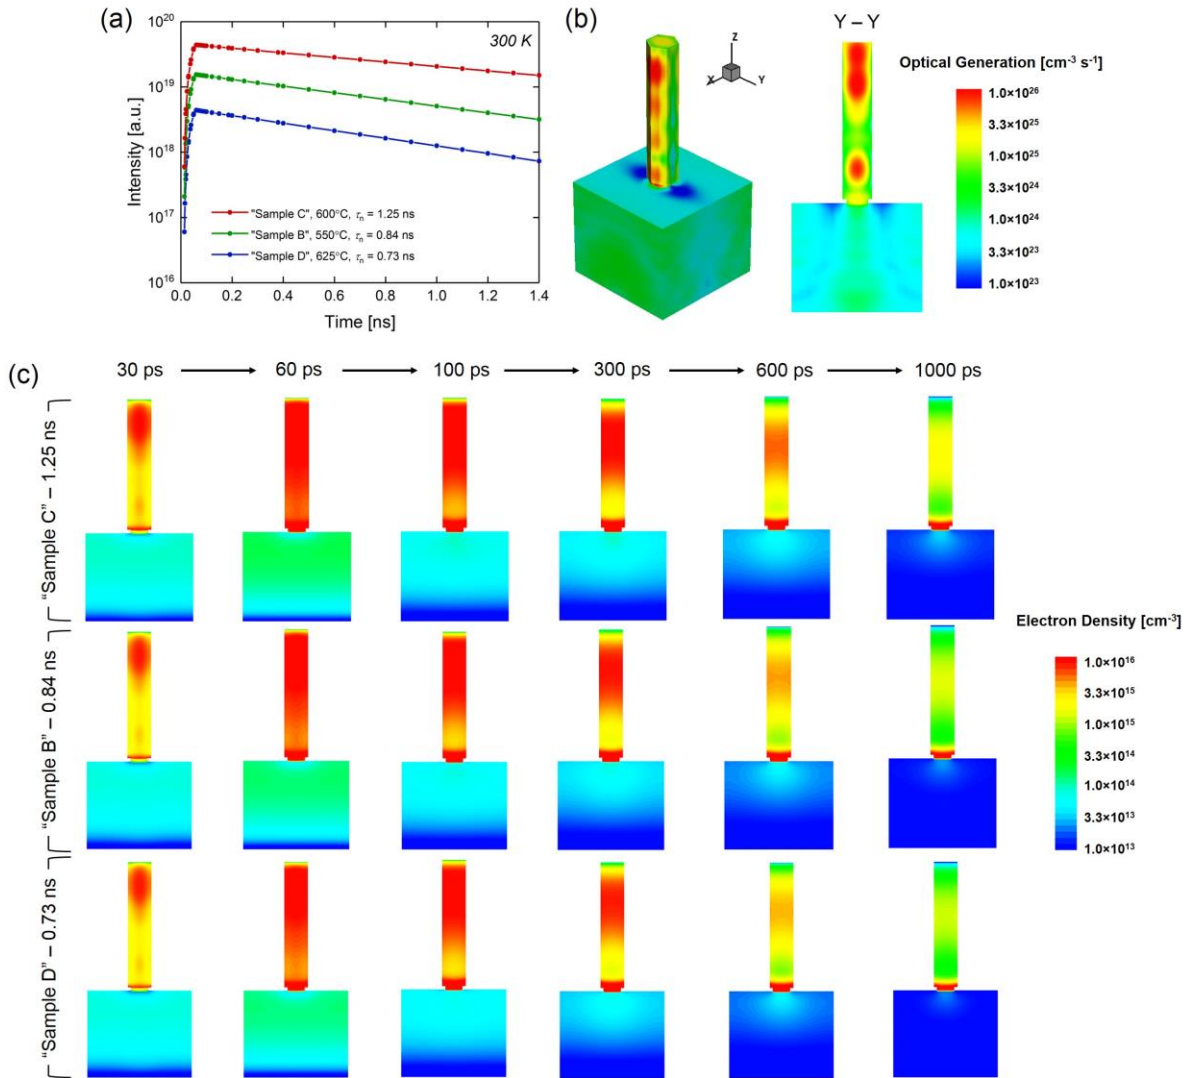 (a)
Intensity [a.u.]
10²⁰
10¹⁹
10¹⁸
10¹⁷
10¹⁶
300 K
"Sample C", 600°C, τₙ = 1.25 ns
"Sample B", 550°C, τₙ = 0.84 ns
"Sample D", 625°C, τₙ = 0.73 ns
0.0 0.2 0.4 0.6 0.8 1.0 1.2 1.4
Time [ns]
(b)
Z
X
Y
Y – Y
Optical Generation [cm⁻³ s⁻¹]
1.0×10²⁶
3.3×10²⁵
1.0×10²⁵
3.3×10²⁴
1.0×10²⁴
3.3×10²³
1.0×10²³
(c)
30 ps 60 ps 100 ps 300 ps 600 ps 1000 ps
"Sample C" – 1.25 ns
"Sample B" – 0.84 ns
"Sample D" – 0.73 ns
Electron Density [cm⁻³]
1.0×10¹⁶
3.3×10¹⁵
1.0×10¹⁵
3.3×10¹⁴
1.0×10¹⁴
3.3×10¹³
1.0×10¹³